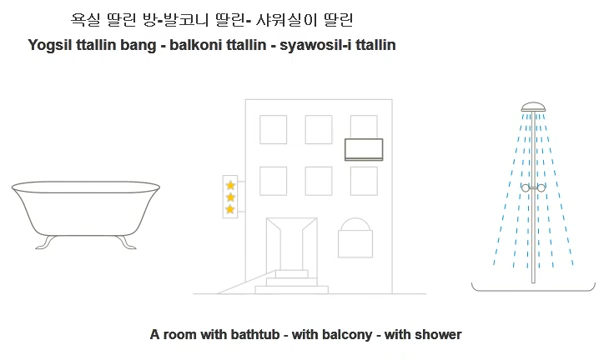 욕실 딸린 방-발코니 딸린- 샤워실이 딸린
Yogsil ttallin bang - balkoni ttallin - syawosil-i ttallin
A room with bathtub - with balcony - with shower